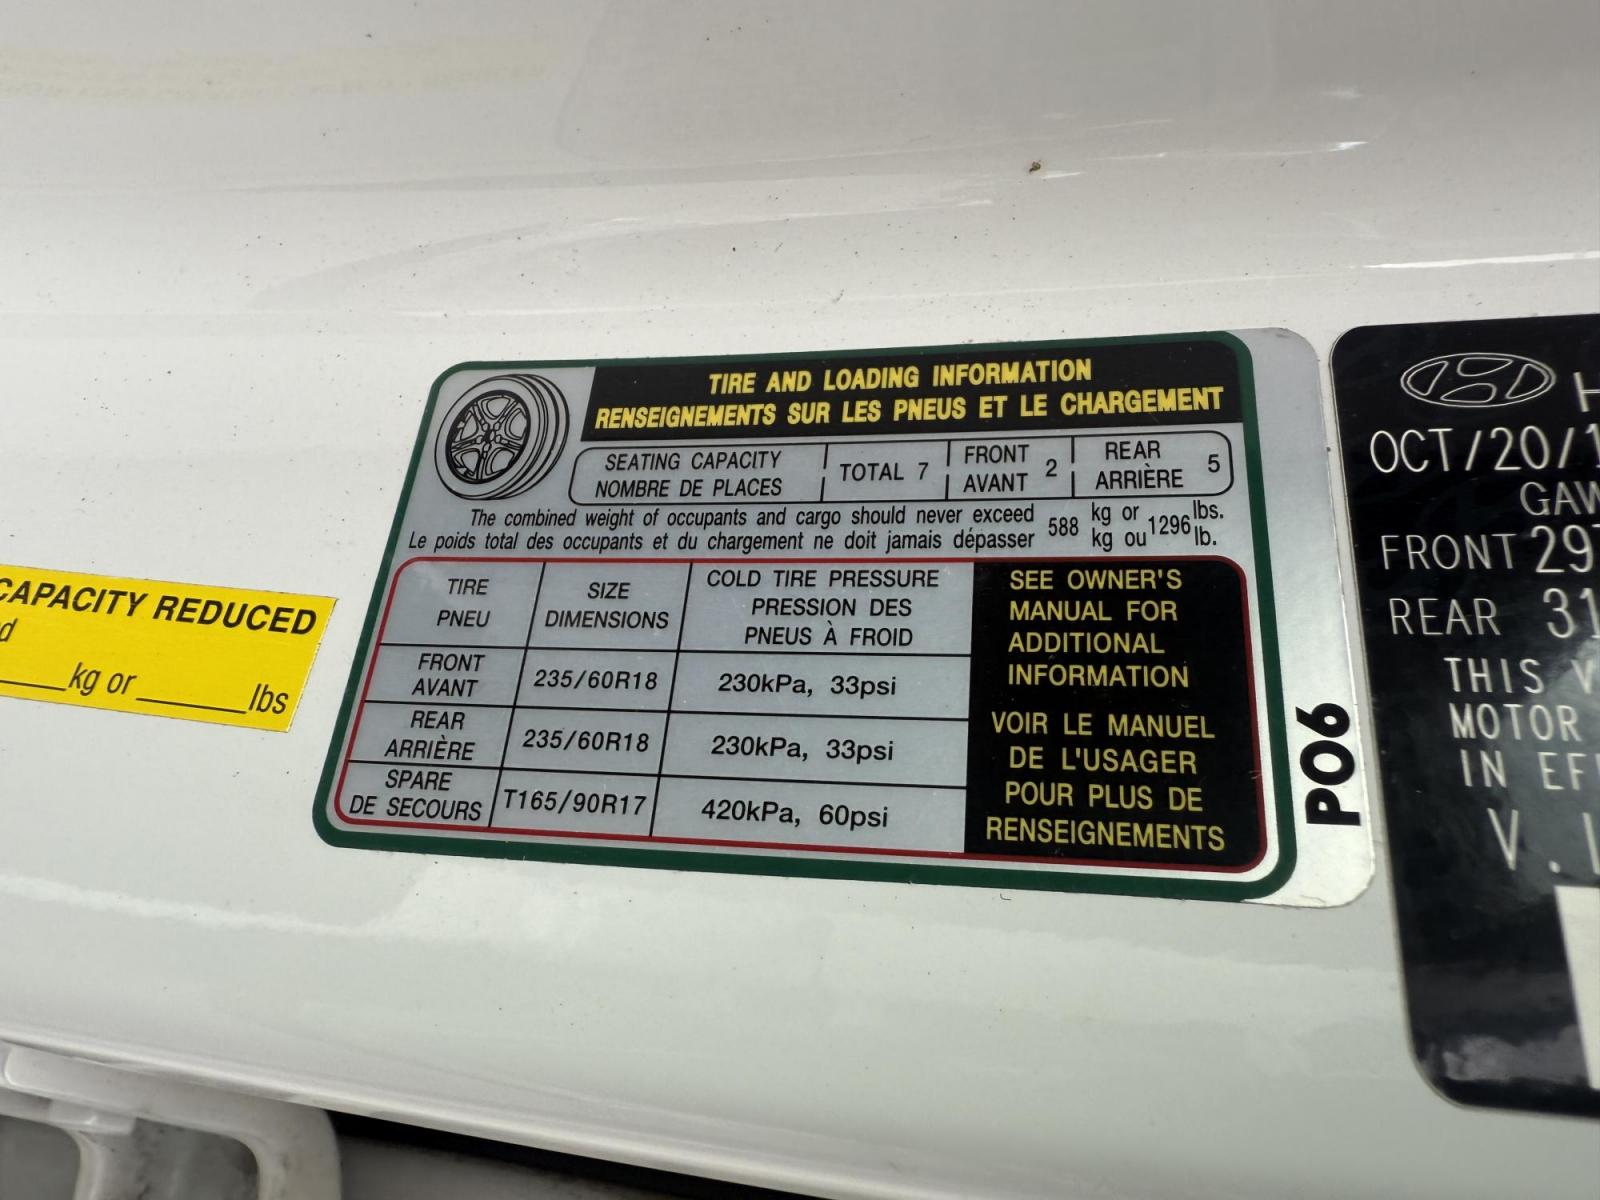 CAPACITY REDUCED
kg or
lbs
TIRE AND LOADING INFORMATION
RENSEIGNEMENTS SUR LES PNEUS ET LE CHARGEMENT
SEATING CAPACITY
NOMBRE DE PLACES
TOTAL 7
FRONT
AVANT 2
REAR
ARRIÈRE 5
The combined weight of occupants and cargo should never exceed 588 kg or 1296 lbs.
Le poids total des occupants et du chargement ne doit jamais dépasser kg ou lb.
TIRE
PNEU
SIZE
DIMENSIONS
COLD TIRE PRESSURE
PRESSION DES
PNEUS À FROID
FRONT
AVANT
235/60R18
230kPa, 33psi
REAR
ARRIÈRE
235/60R18
230kPa, 33psi
SPARE
DE SECOURS
T165/90R17
420kPa, 60psi
SEE OWNER'S
MANUAL FOR
ADDITIONAL
INFORMATION
VOIR LE MANUEL
DE L'USAGER
POUR PLUS DE
RENSEIGNEMENTS
PO6
OCT/20/
FRONT 29
REAR 31
THIS
MOTOR
IN